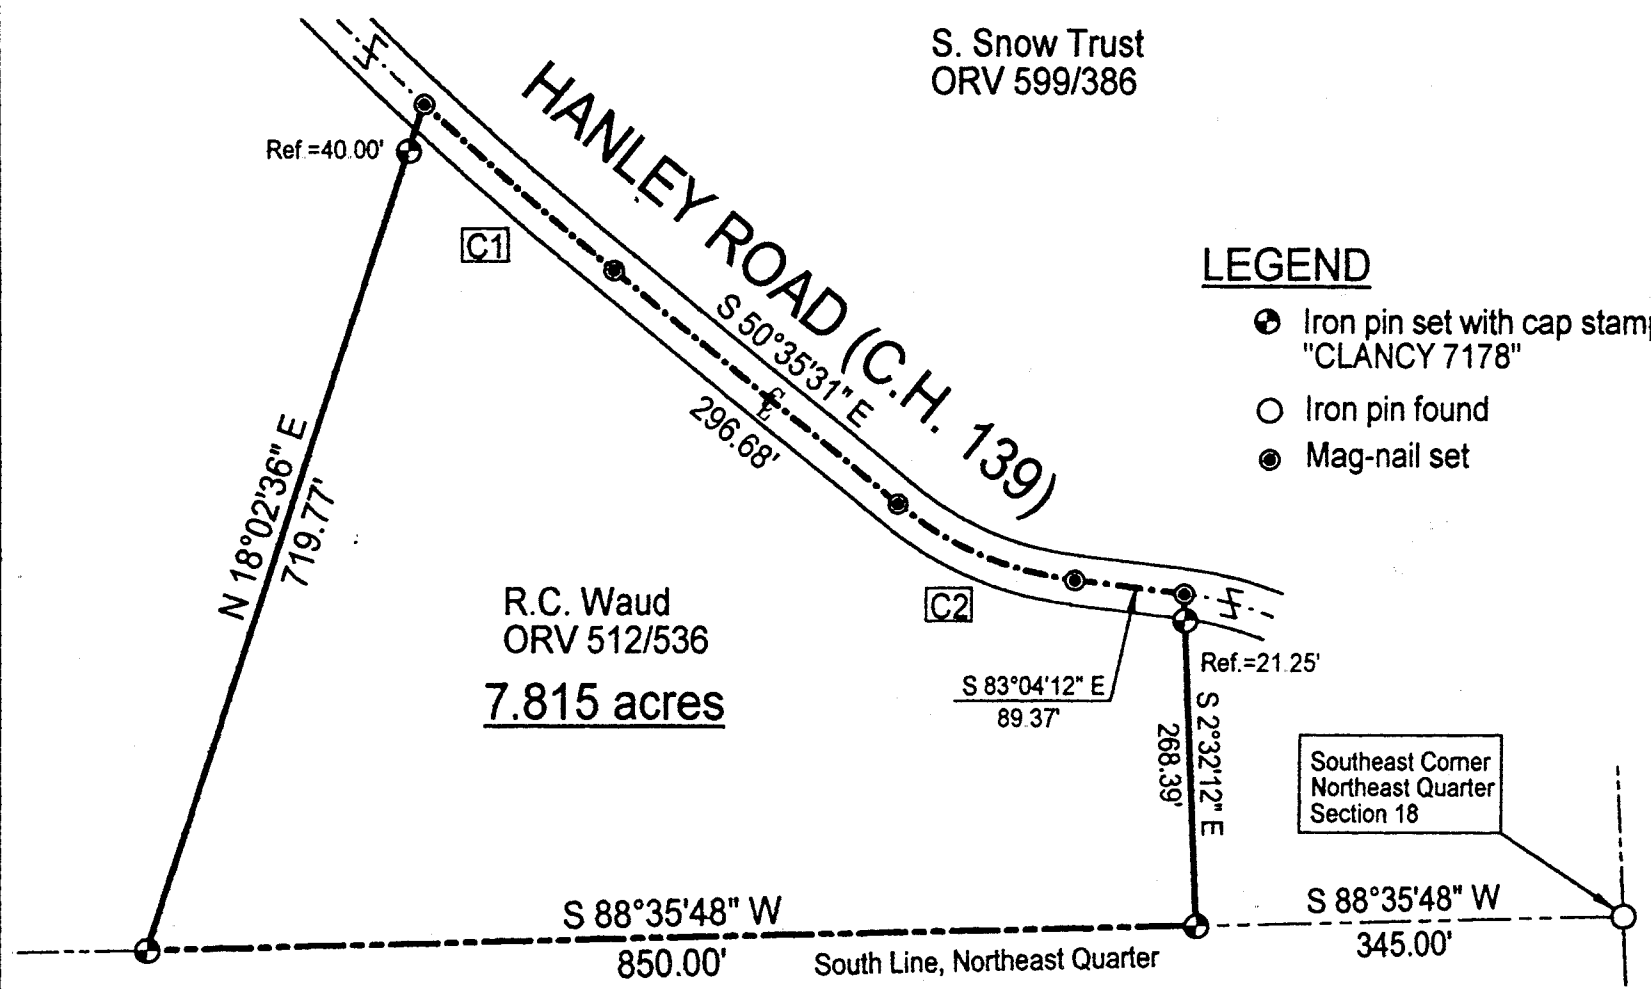 S. Snow Trust
ORV 599/386
HANLEY ROAD (C.H. 139)
Ref.=40.00'
C1
S 50°35'31" E
296.68'
LEGEND
Iron pin set with cap stam
"CLANCY 7178"
Iron pin found
Mag-nail set
N 18°02'36" E
719.77'
R.C. Waud
ORV 512/536
7.815 acres
C2
S 83°04'12" E
89.37'
Ref.=21.25'
S 2°32'12" E
268.39'
Southeast Corner
Northeast Quarter
Section 18
S 88°35'48" W
850.00'
South Line, Northeast Quarter
S 88°35'48" W
345.00'